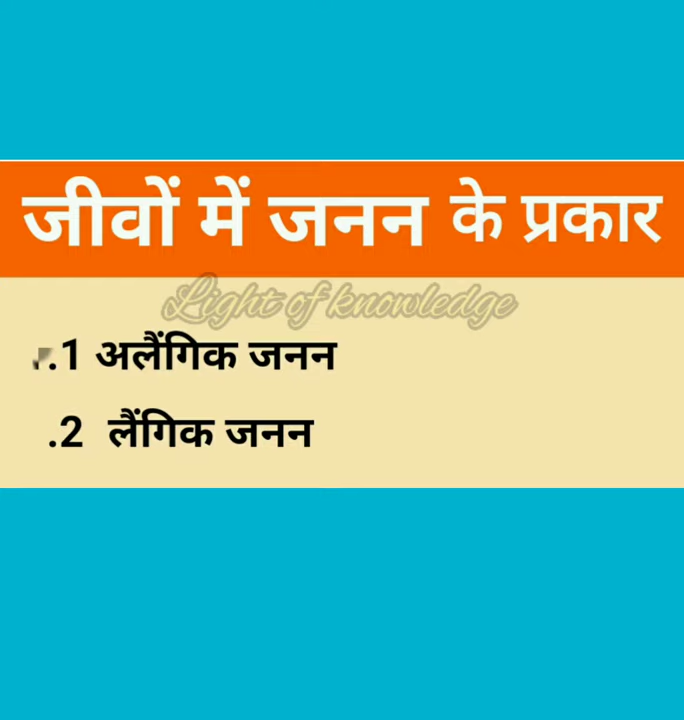 जीवों में जनन के प्रकार
Light of knowledge
.1 अलैंगिक जनन
.2 लैंगिक जनन